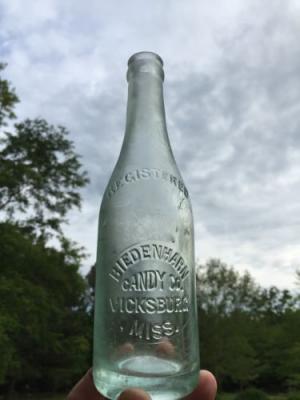 REGISTERED
BIEDENHARN
CANDY CO.
VICKSBURG
MISS.